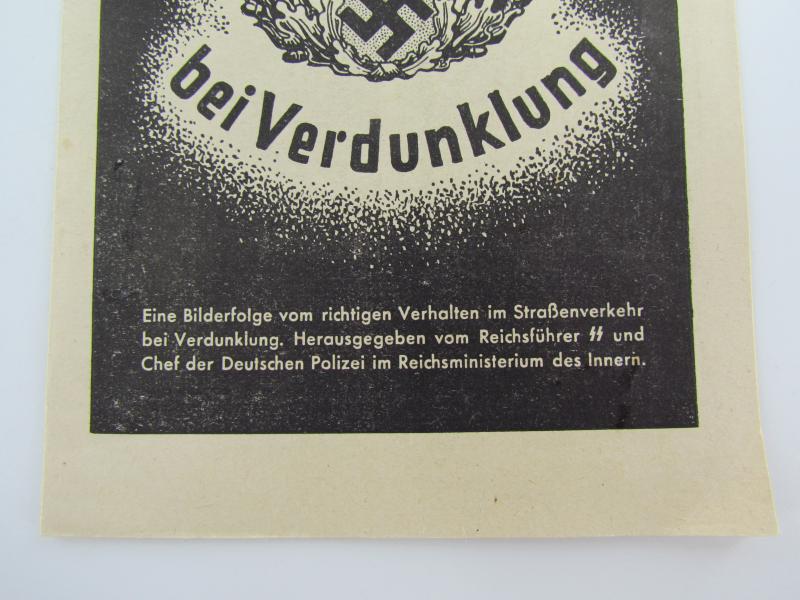 bei Verdunklung
Eine Bilderfolge vom richtigen Verhalten im Straßenverkehr
bei Verdunklung. Herausgegeben vom Reichsführer ᛋᛋ und
Chef der Deutschen Polizei im Reichsministerium des Innern.